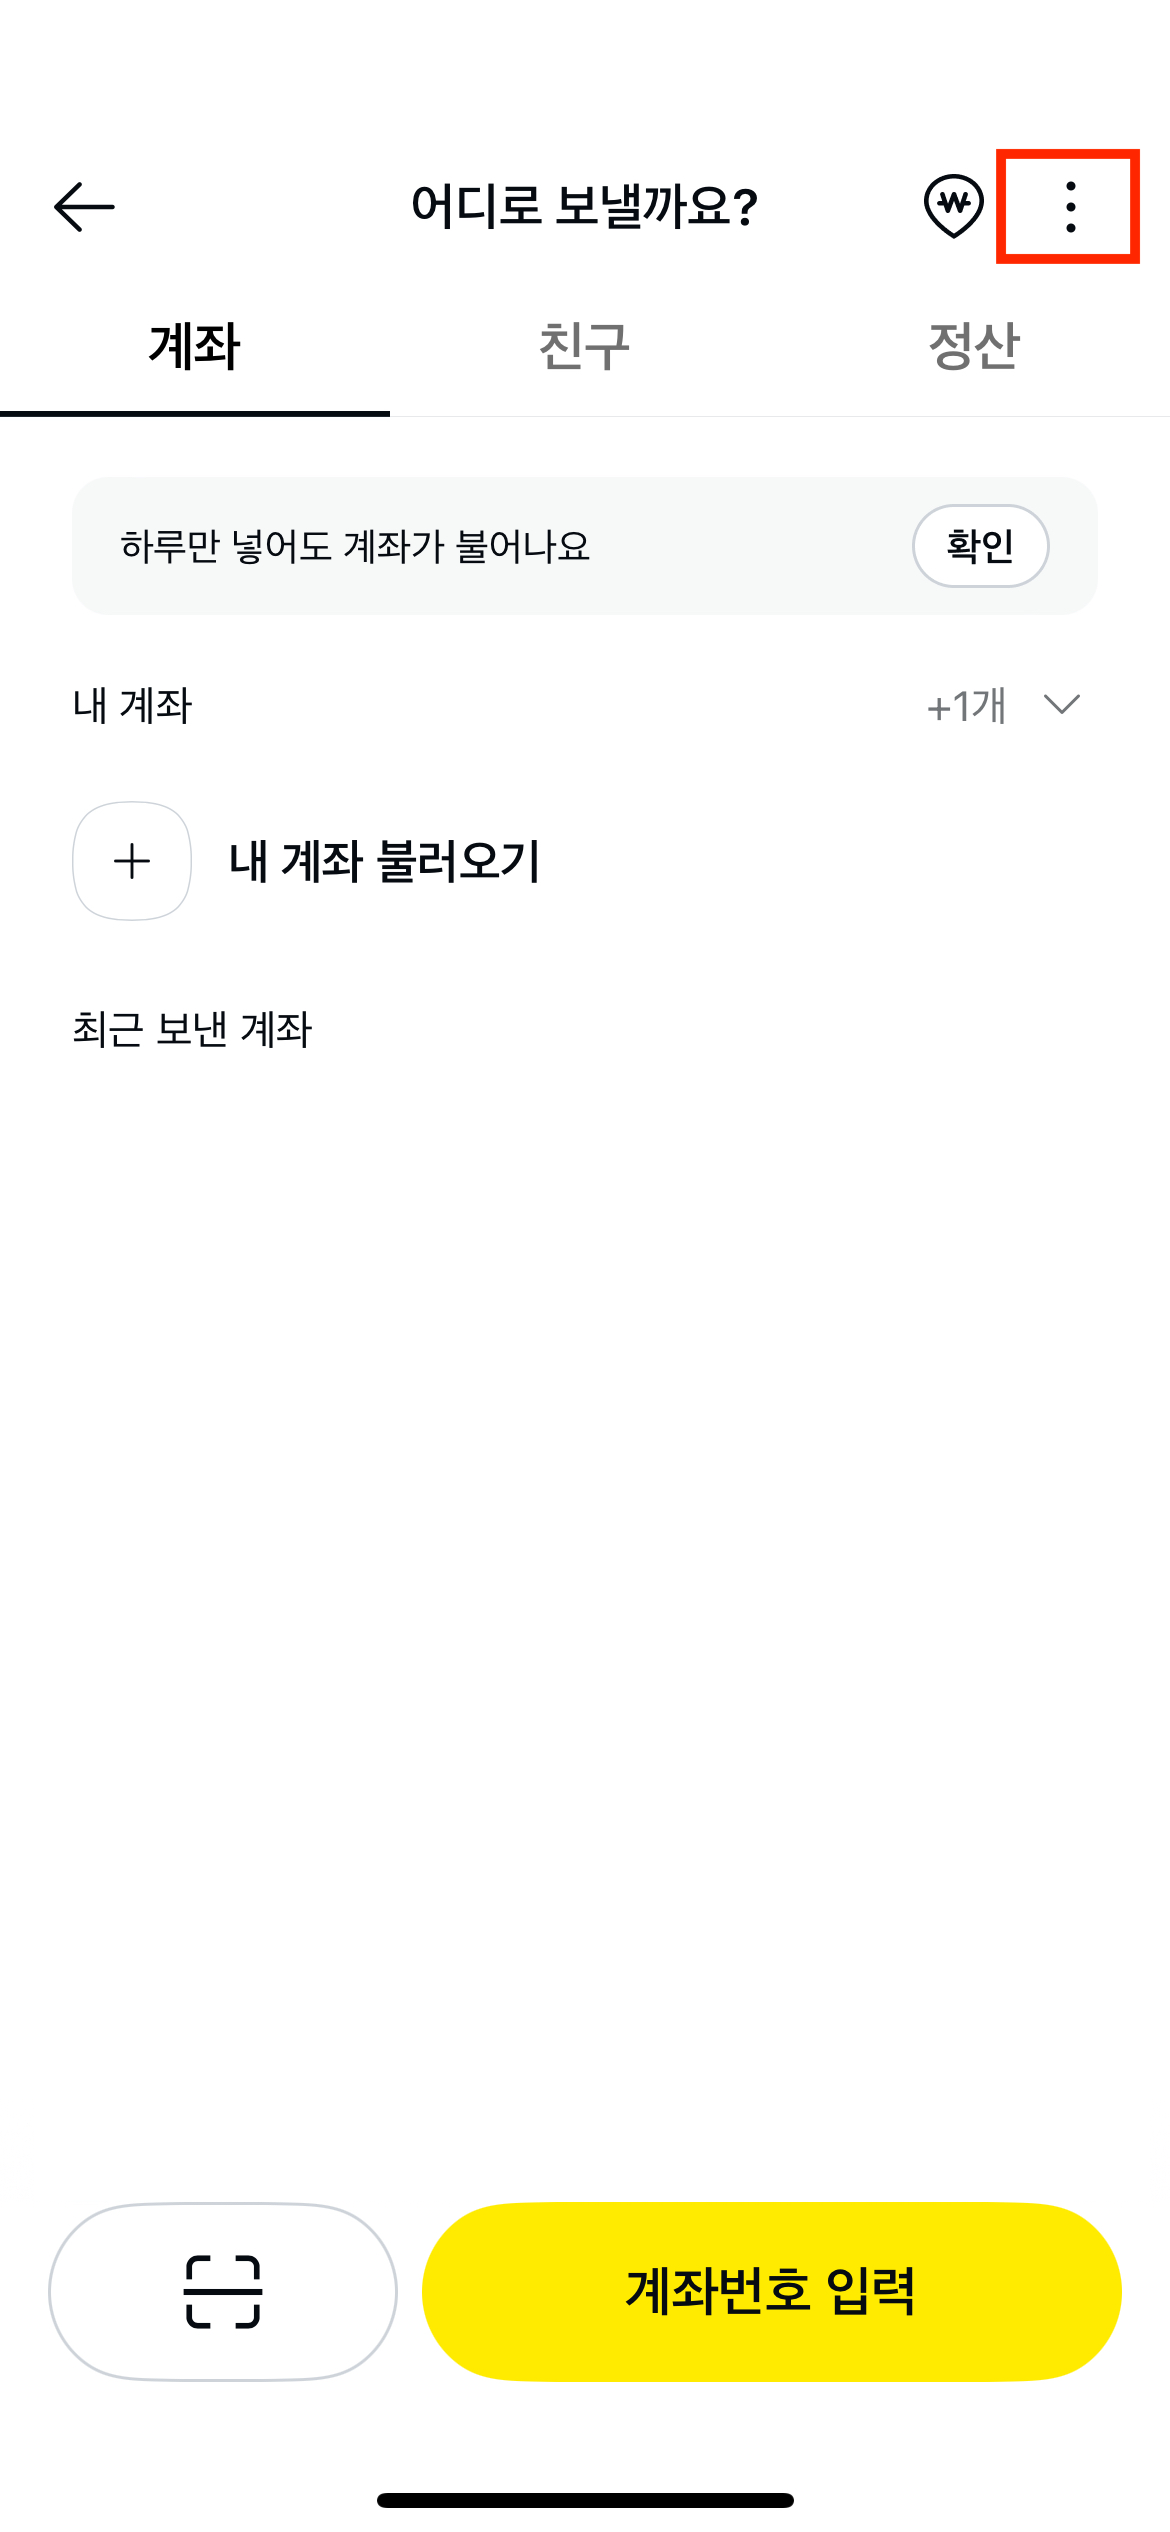 어디로 보낼까요?
계좌 친구 정산
하루만 넣어도 계좌가 불어나요 확인
내 계좌 +1개
내 계좌 불러오기
최근 보낸 계좌
계좌번호 입력